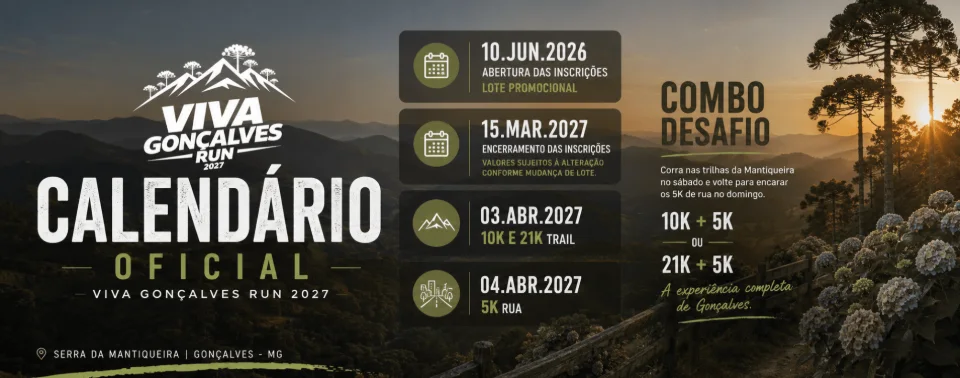 VIVA
GONÇALVES
RUN
2027
CALENDÁRIO
OFICIAL
VIVA GONÇALVES RUN 2027
SERRA DA MANTIQUEIRA | GONÇALVES - MG
10.JUN.2026
ABERTURA DAS INSCRIÇÕES
LOTE PROMOCIONAL
15.MAR.2027
ENCERRAMENTO DAS INSCRIÇÕES
VALORES SUJEITOS À ALTERAÇÃO
CONFORME MUDANÇA DE LOTE.
03.ABR.2027
10K E 21K TRAIL
04.ABR.2027
5K RUA
COMBO
DESAFIO
Corra nas trilhas da Mantiqueira
no sábado e volte para encarar
os 5K de rua no domingo.
10K + 5K
OU
21K + 5K
A experiência completa
de Gonçalves.